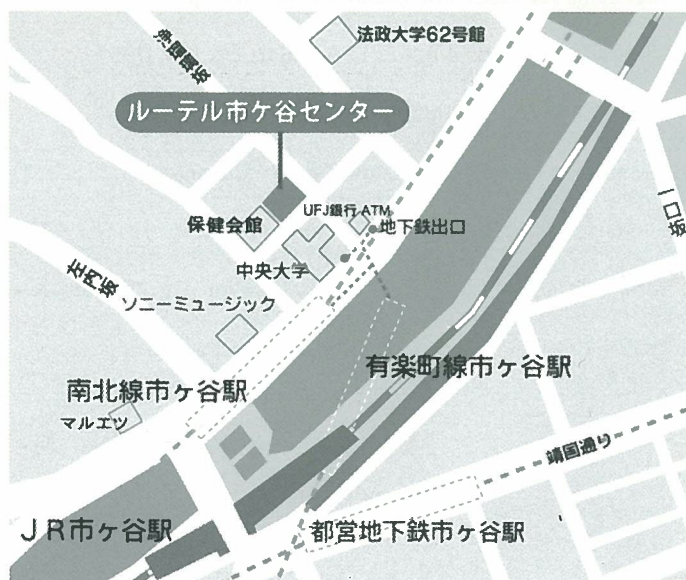 法政大学62号館
浄瑠璃坂
ルーテル市ケ谷センター
UFJ銀行 ATM
保健会館
地下鉄出口
中央大学
左内坂
ソニーミュージック
有楽町線市ヶ谷駅
南北線市ヶ谷駅
マルエツ
靖国通り
JR市ヶ谷駅
都営地下鉄市ヶ谷駅